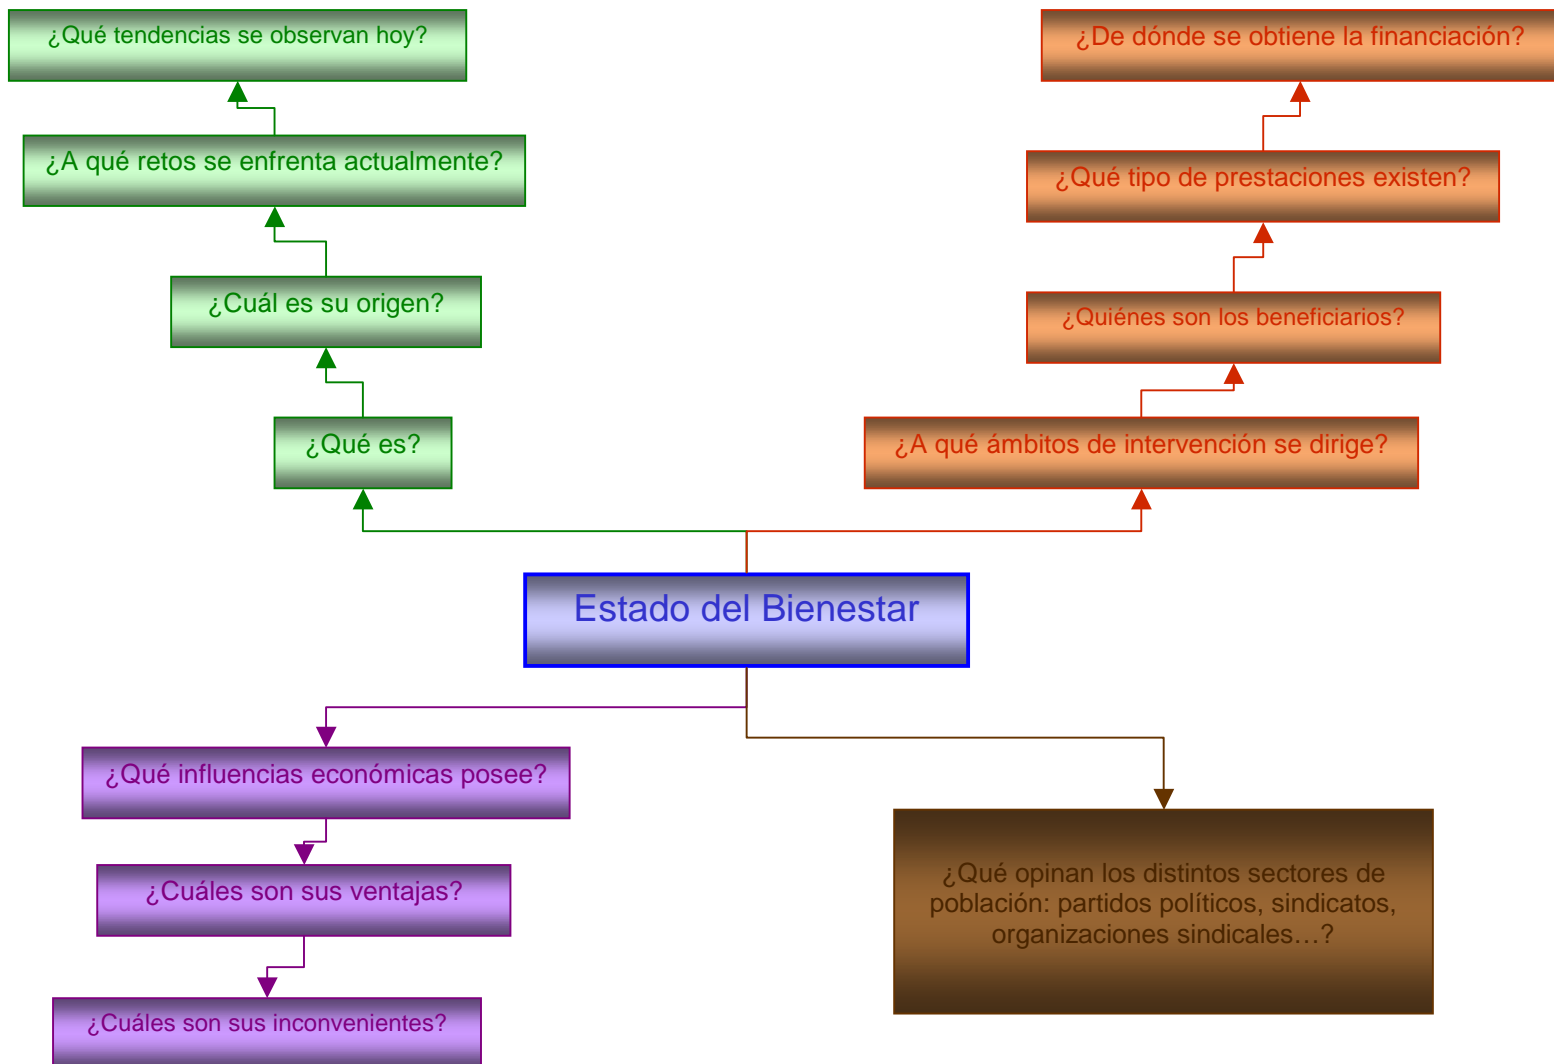 ¿Qué tendencias se observan hoy?
¿De dónde se obtiene la financiación?
¿A qué retos se enfrenta actualmente?
¿Qué tipo de prestaciones existen?
¿Cuál es su origen?
¿Quiénes son los beneficiarios?
¿Qué es?
¿A qué ámbitos de intervención se dirige?
Estado del Bienestar
¿Qué influencias económicas posee?
¿Cuáles son sus ventajas?
¿Qué opinan los distintos sectores de
población: partidos políticos, sindicatos,
organizaciones sindicales…?
¿Cuáles son sus inconvenientes?